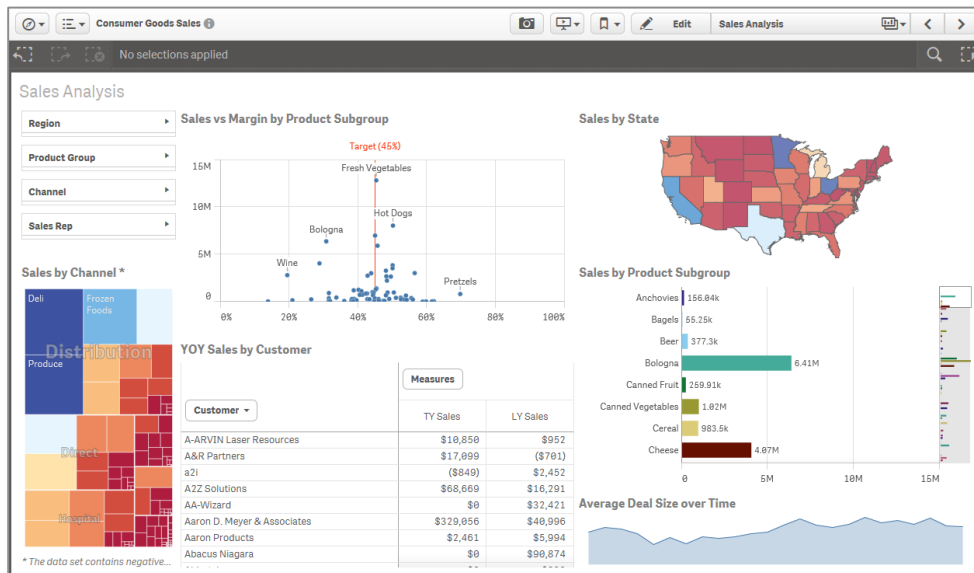 Consumer Goods Sales
Edit
Sales Analysis
No selections applied
Sales Analysis
Region
Product Group
Channel
Sales Rep
Sales by Channel *
Deli
Frozen
Foods
Distribution
Produce
Direct
Hospital
* The data set contains negative...
Sales vs Margin by Product Subgroup
Target (45%)
Fresh Vegetables
Hot Dogs
Bologna
Wine
Pretzels
15M
10M
5M
0
0% 20% 40% 60% 80% 100%
YOY Sales by Customer
Measures
Customer
TY Sales LY Sales
A-ARVIN Laser Resources $10,850 $952
A&R Partners $17,099 ($701)
a2i ($849) $2,452
A2Z Solutions $68,669 $16,291
AA-Wizard $0 $32,421
Aaron D. Meyer & Associates $329,056 $40,996
Aaron Products $2,461 $5,994
Abacus Niagara $0 $90,874
Sales by State
Sales by Product Subgroup
Anchovies 156.04k
Bagels 55.25k
Beer 377.3k
Bologna 6.41M
Canned Fruit 259.91k
Canned Vegetables 1.02M
Cereal 983.5k
Cheese 4.07M
0 5M 10M 15M
Average Deal Size over Time